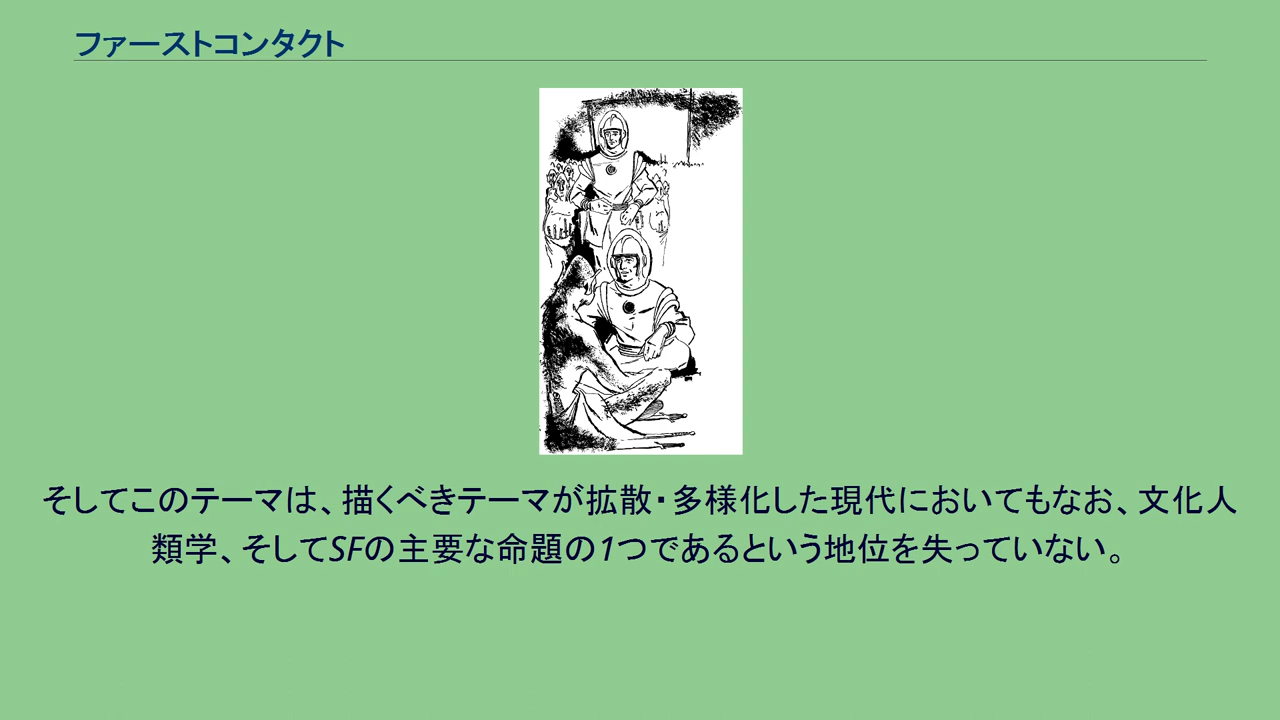 ファーストコンタクト
そしてこのテーマは、描くべきテーマが拡散・多様化した現代においてもなお、文化人
類学、そしてSFの主要な命題の1つであるという地位を失っていない。